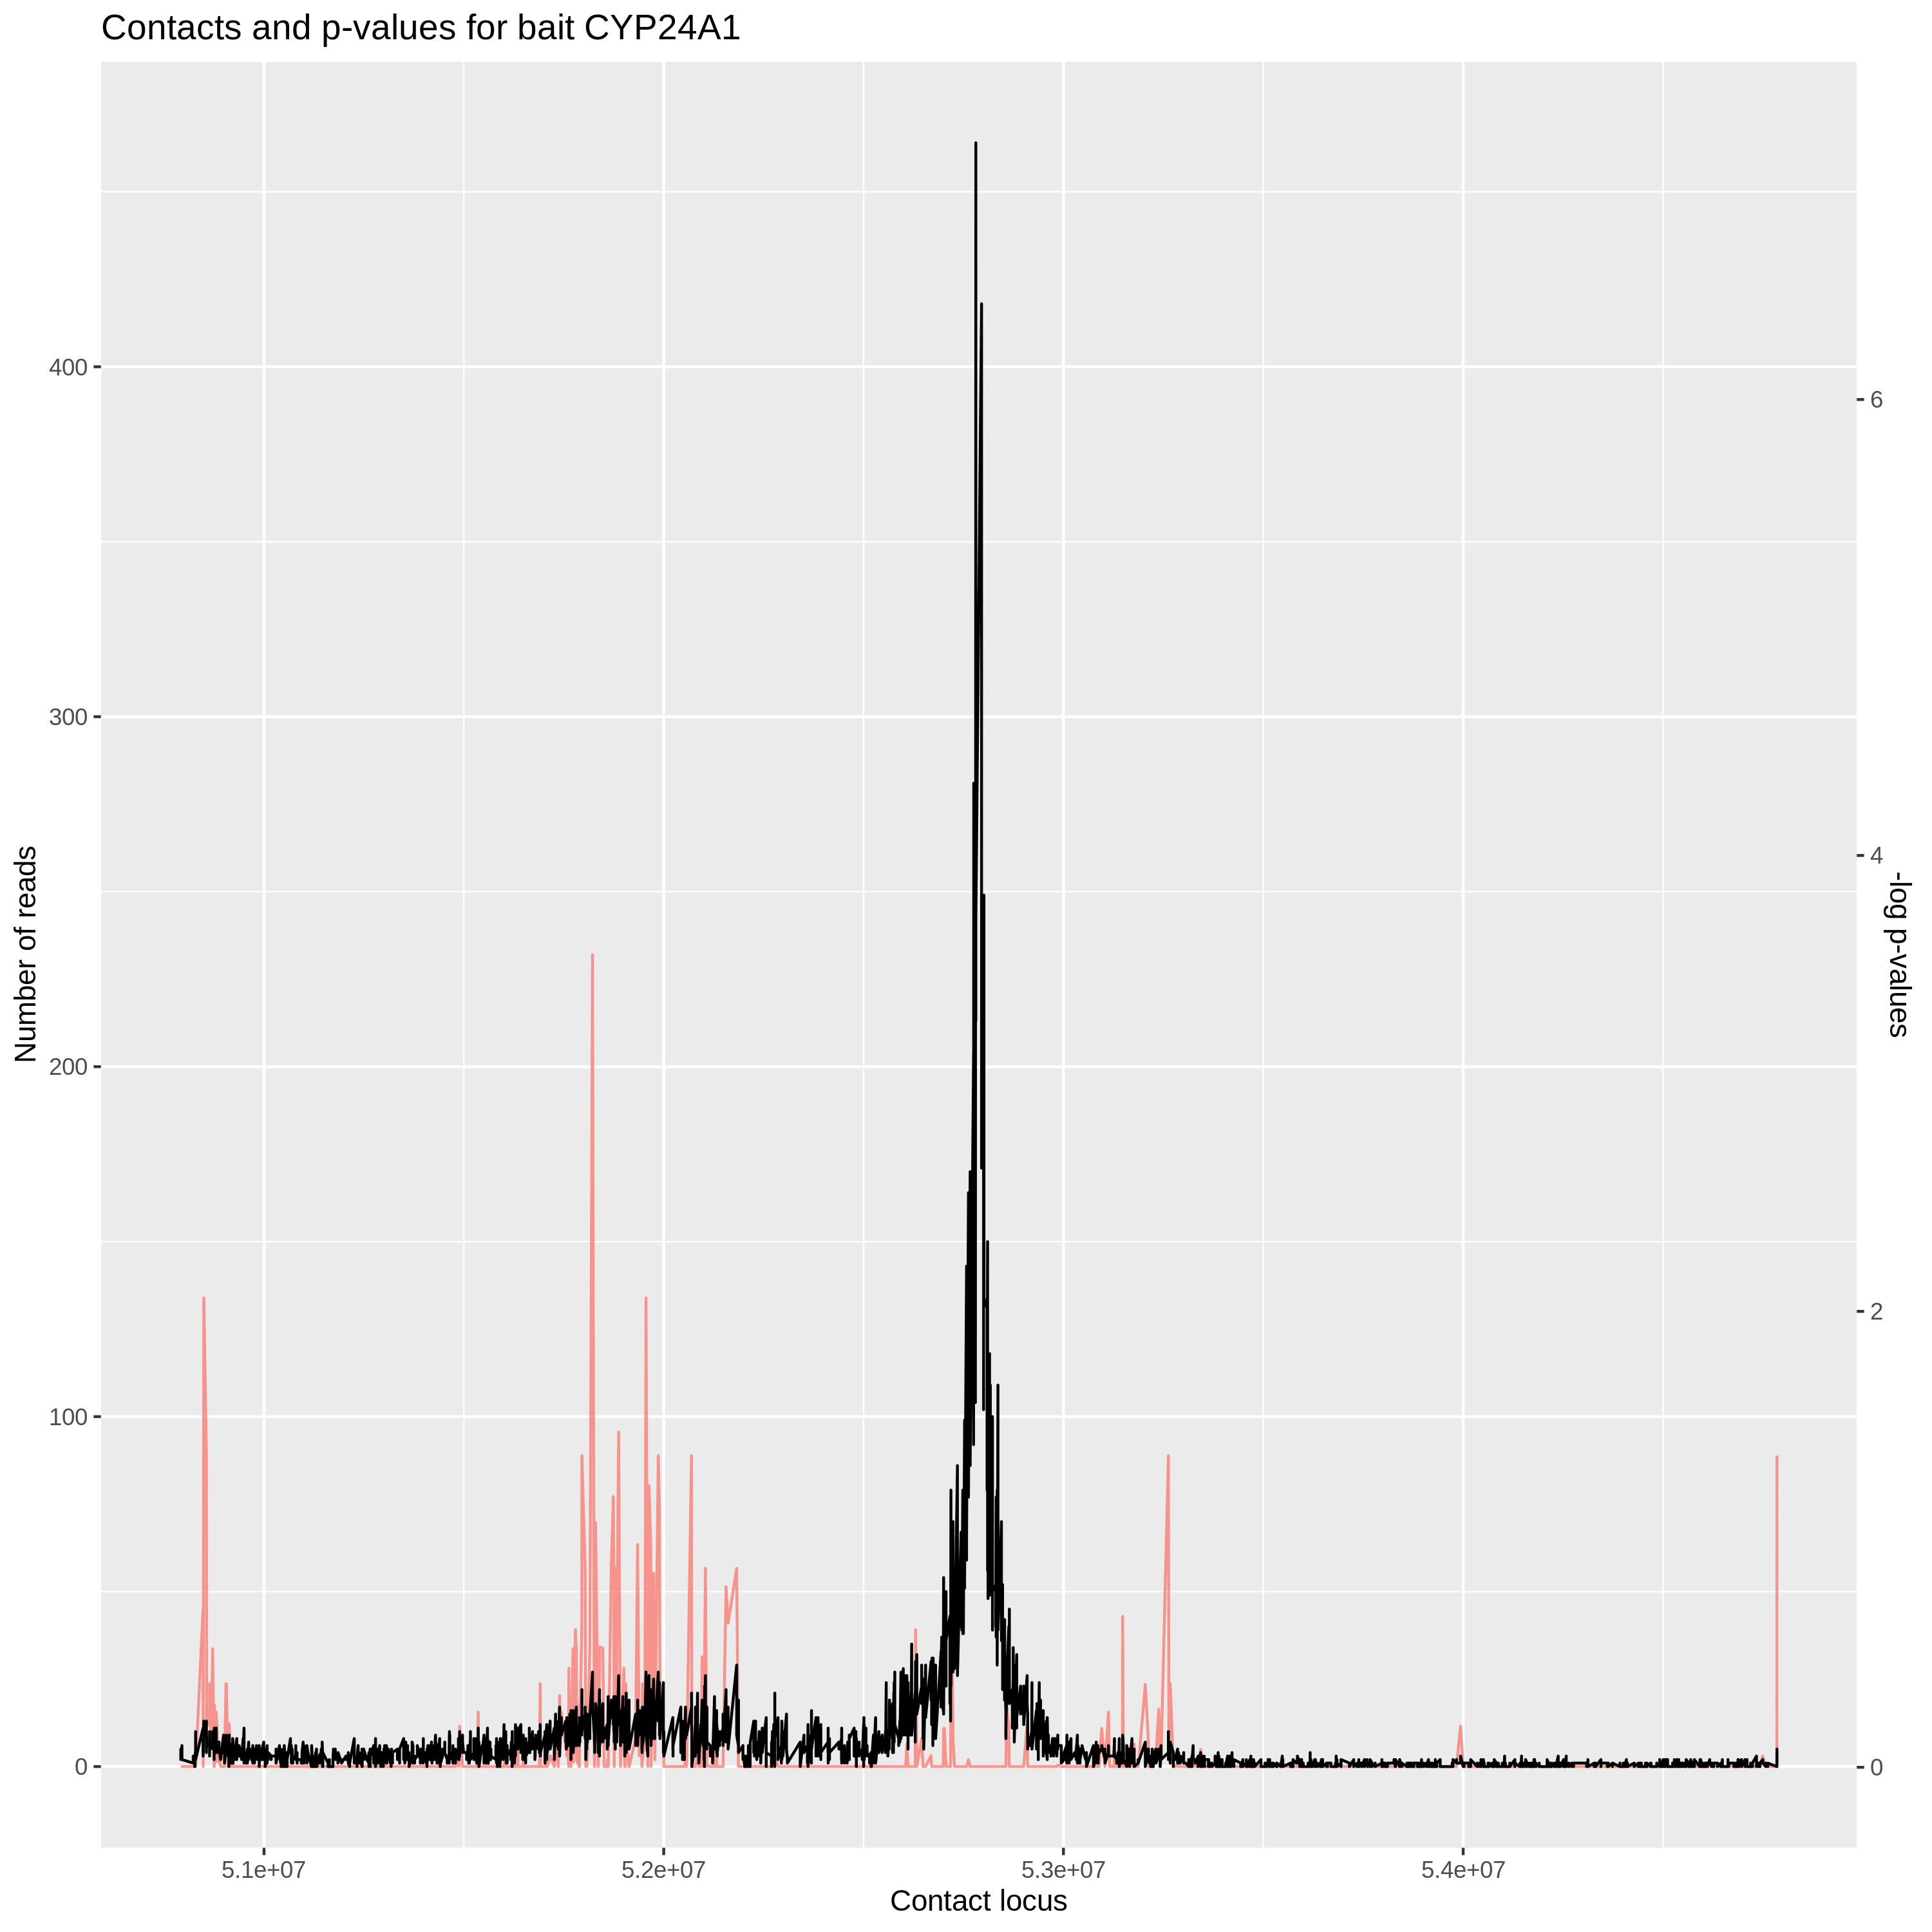 Contacts and p-values for bait CYP24A1
400
300
200
100
0
Number of reads
6
4
2
0
-log p-values
5.1e+07 5.2e+07 5.3e+07 5.4e+07
Contact locus